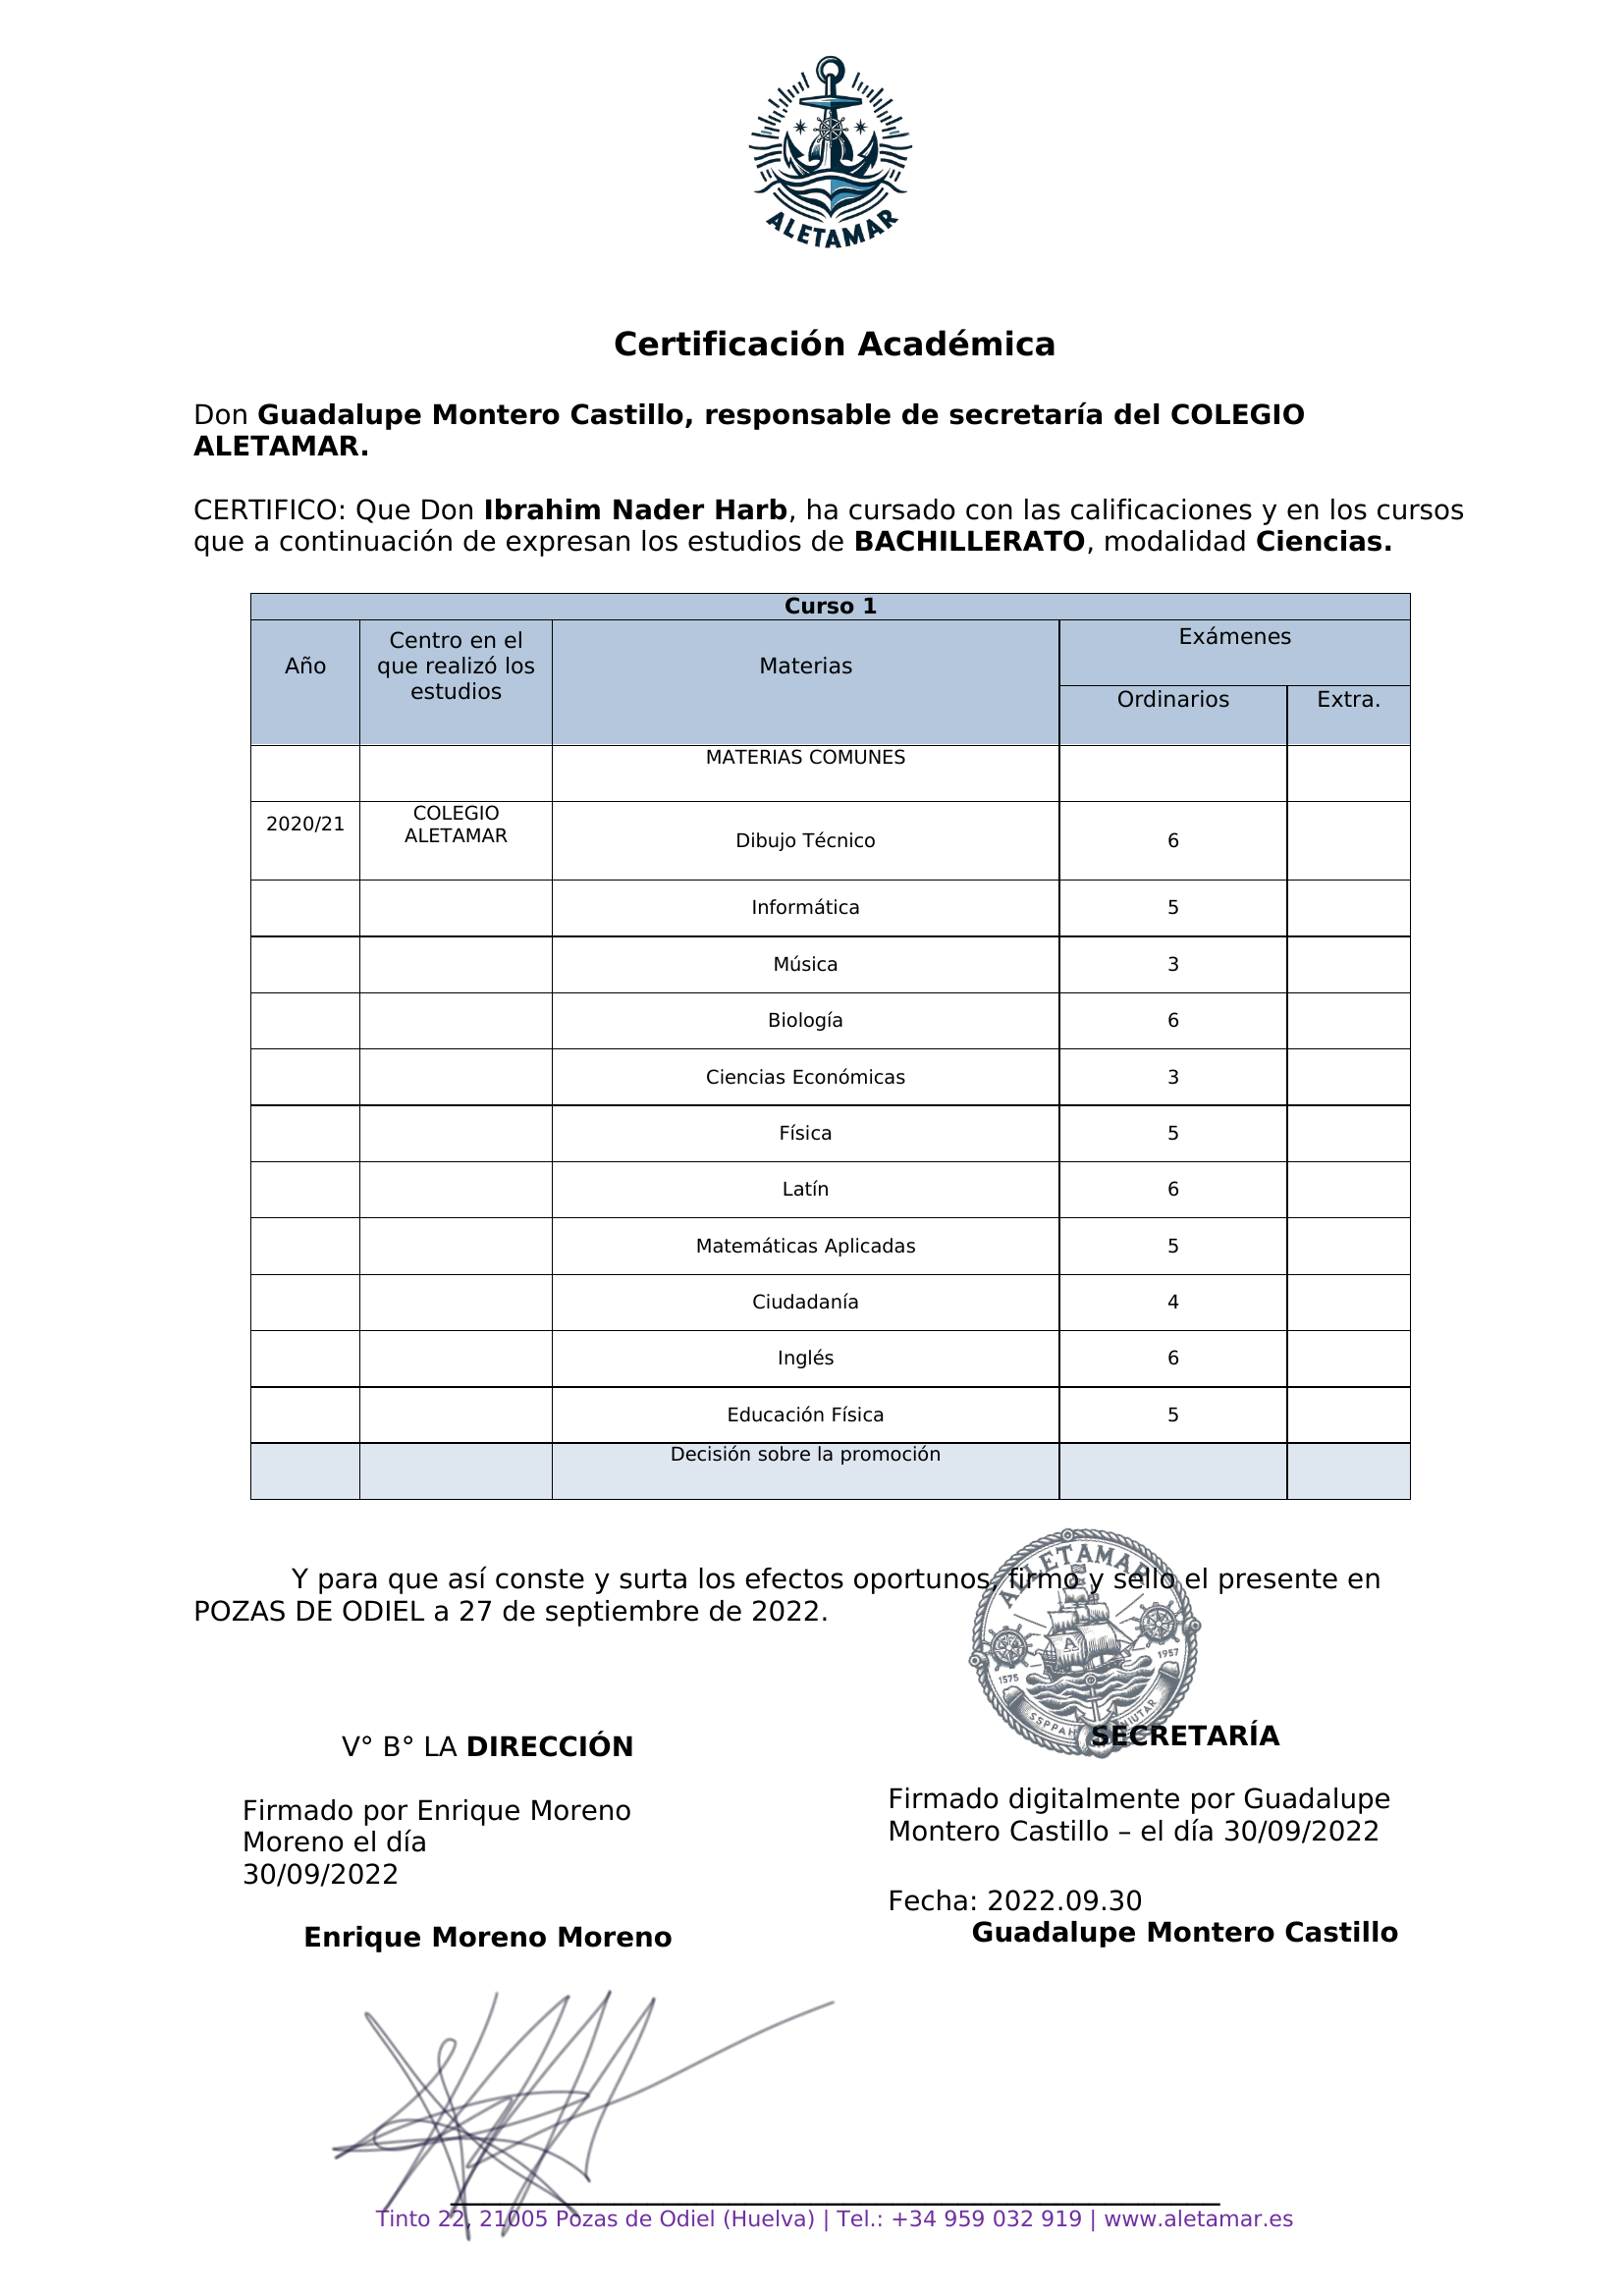 ALETAMAR
Certificación Académica
Don Guadalupe Montero Castillo, responsable de secretaría del COLEGIO
ALETAMAR.
CERTIFICO: Que Don Ibrahim Nader Harb, ha cursado con las calificaciones y en los cursos
que a continuación de expresan los estudios de BACHILLERATO, modalidad Ciencias.
Curso 1
Año
Centro en el
que realizó los
estudios
Materias
Exámenes
Ordinarios
Extra.
MATERIAS COMUNES
2020/21
COLEGIO
ALETAMAR
Dibujo Técnico
6
Informática
5
Música
3
Biología
6
Ciencias Económicas
3
Física
5
Latín
6
Matemáticas Aplicadas
5
Ciudadanía
4
Inglés
6
Educación Física
5
Decisión sobre la promoción
Y para que así conste y surta los efectos oportunos, firmo y sello el presente en
POZAS DE ODIEL a 27 de septiembre de 2022.
ALLETAMAR
A
1575
1957
V° B° LA DIRECCIÓN
SECRETARÍA
Firmado por Enrique Moreno
Moreno el día
30/09/2022
Enrique Moreno Moreno
Firmado digitalmente por Guadalupe
Montero Castillo – el día 30/09/2022
Fecha: 2022.09.30
Guadalupe Montero Castillo
Tinto 22, 21005 Pozas de Odiel (Huelva) | Tel.: +34 959 032 919 | www.aletamar.es